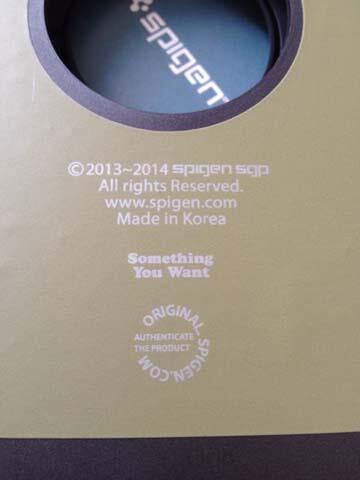 spigen
©2013~2014 spigen sgp
All rights Reserved.
www.spigen.com
Made in Korea
Something
You Want
ORIGINAL SPIGEN.COM
AUTHENTICATE
THE PRODUCT